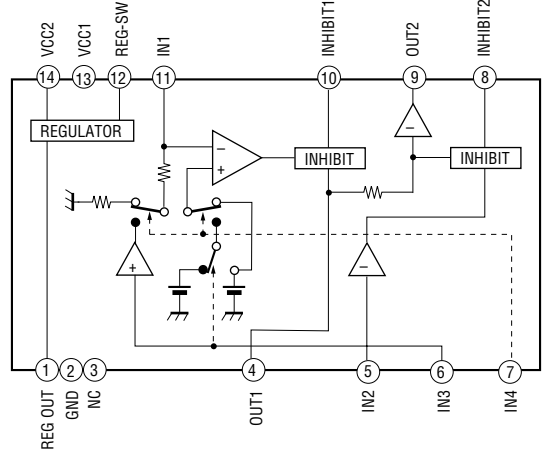 VCC2
VCC1
REG-SW
IN1
INHIBIT1
OUT2
INHIBIT2
14
13
12
11
10
9
8
REGULATOR
−
+
INHIBIT
−
INHIBIT
+
−
1
2
3
4
5
6
7
REG OUT
GND
NC
OUT1
IN2
IN3
IN4